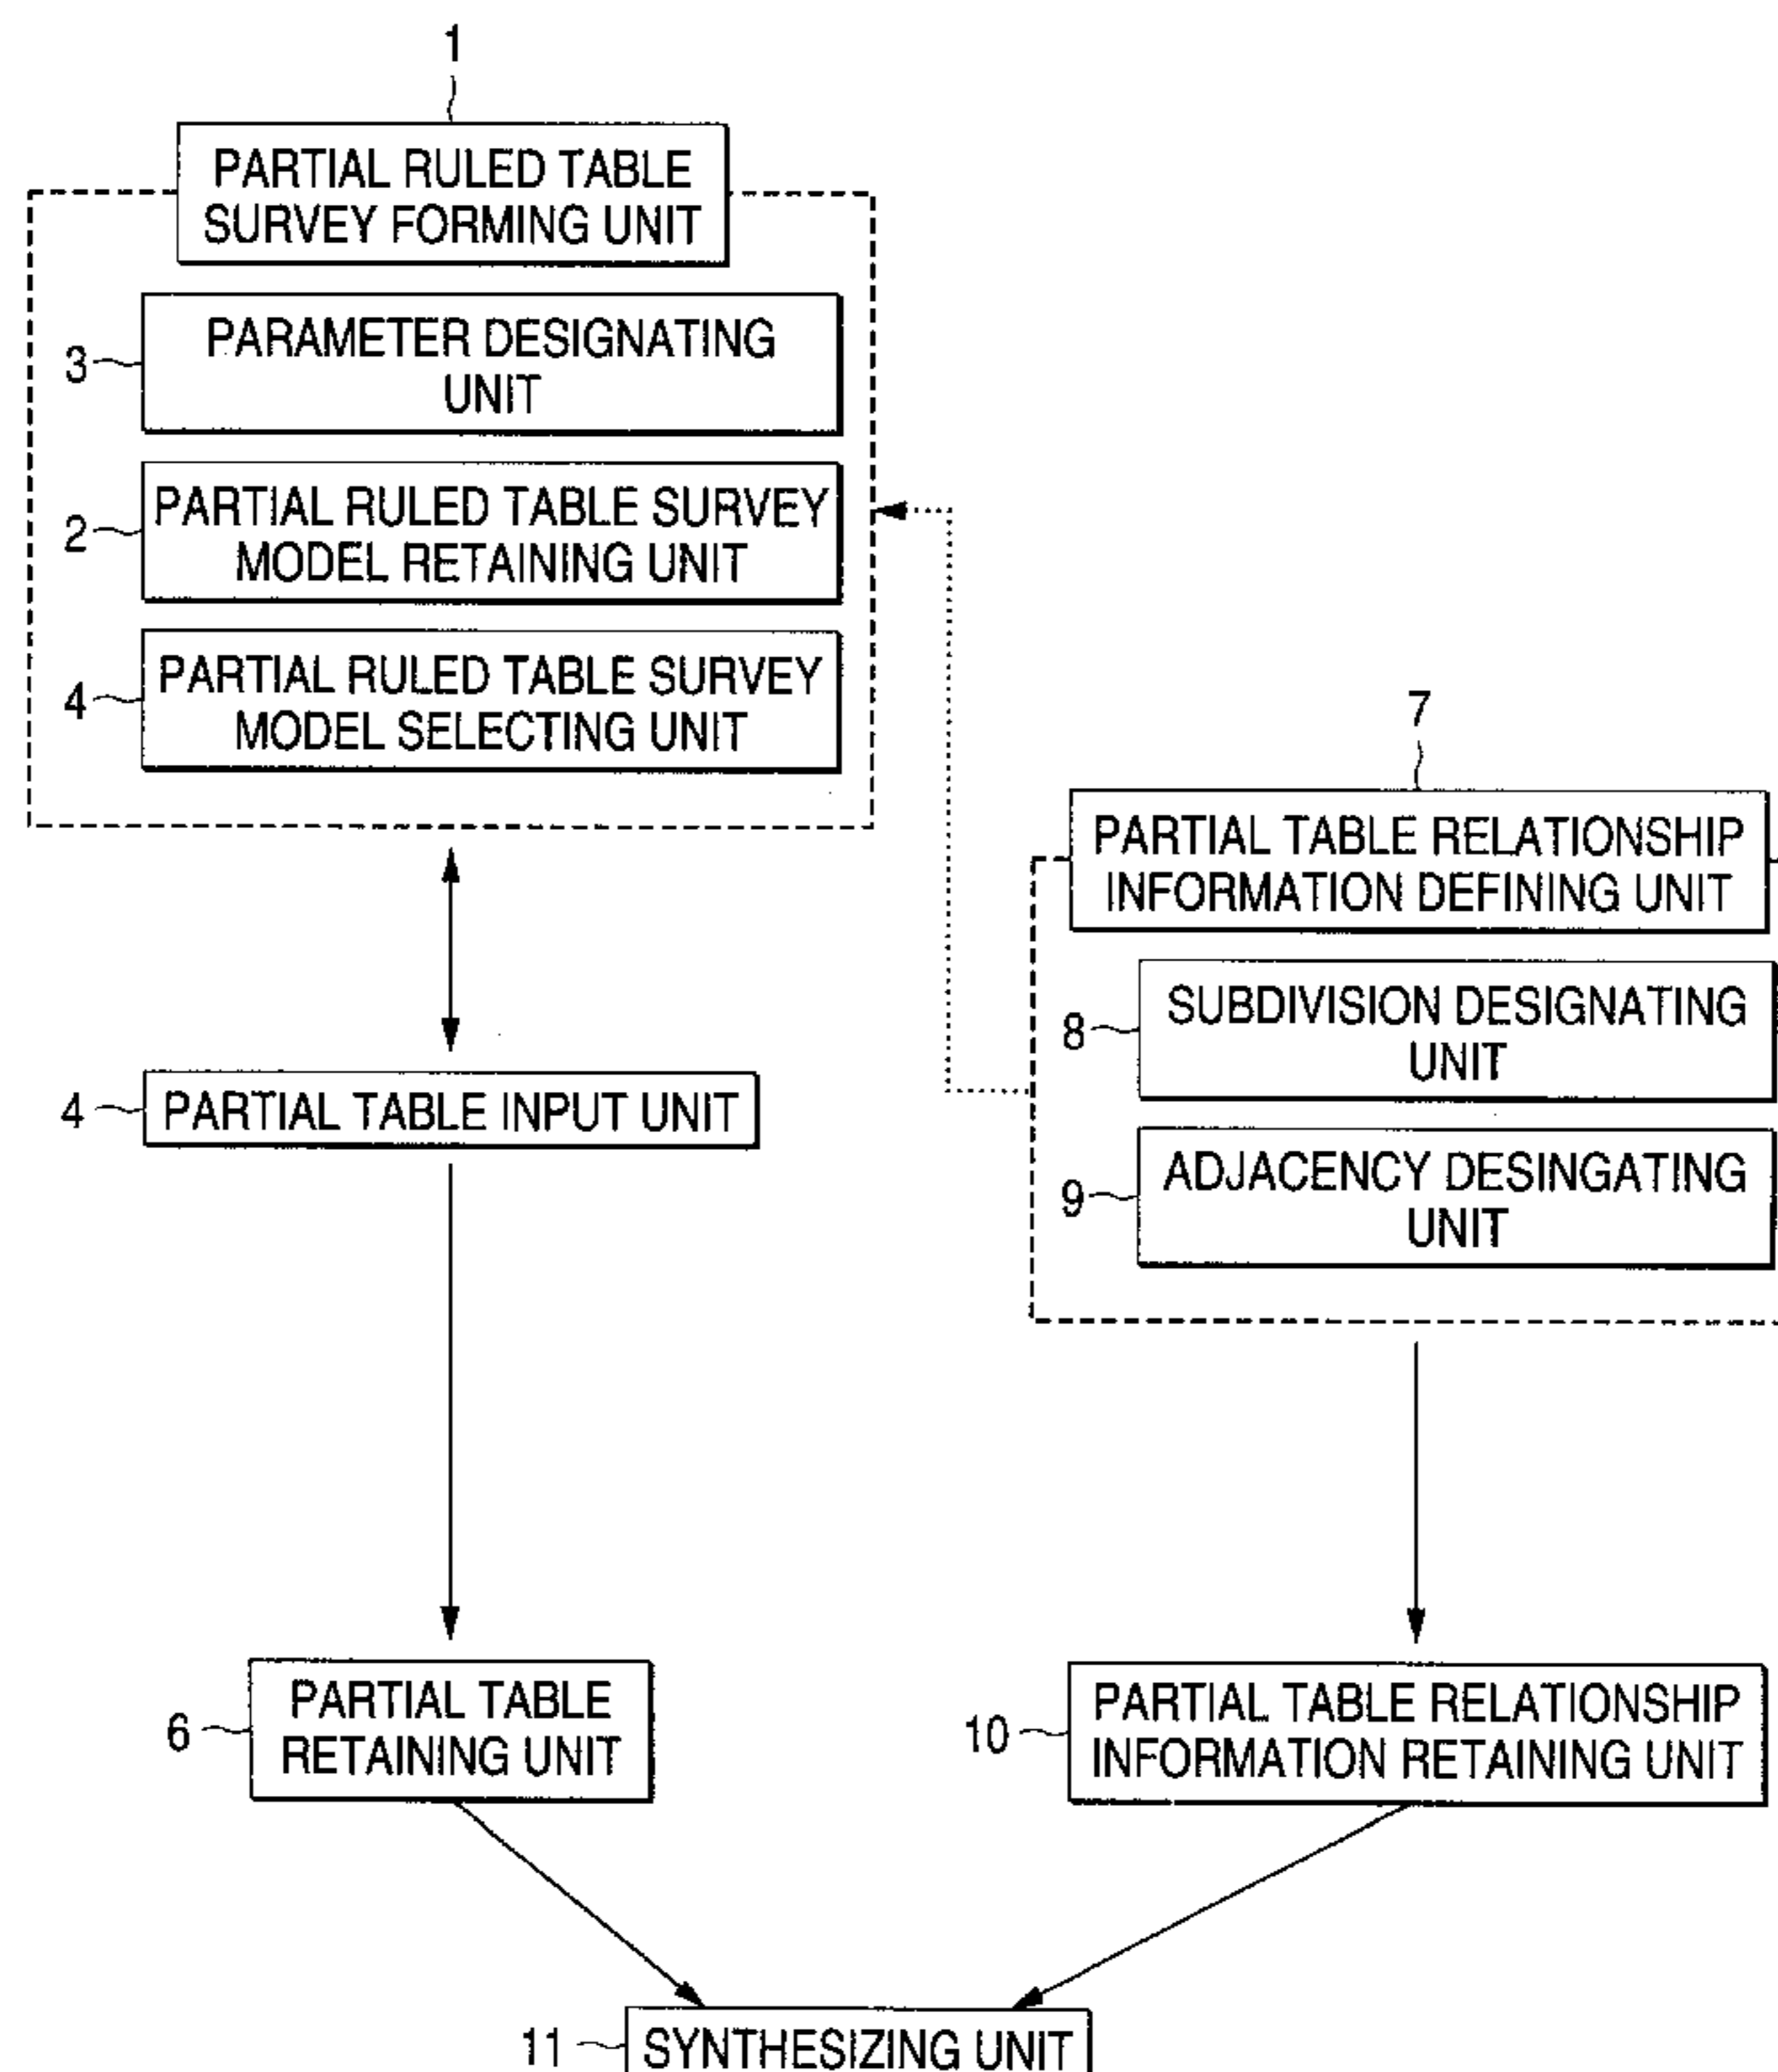 1
PARTIAL RULED TABLE
SURVEY FORMING UNIT
3
PARAMETER DESIGNATING
UNIT
2
PARTIAL RULED TABLE SURVEY
MODEL RETAINING UNIT
4
PARTIAL RULED TABLE SURVEY
MODEL SELECTING UNIT
7
PARTIAL TABLE RELATIONSHIP
INFORMATION DEFINING UNIT
8
SUBDIVISION DESIGNATING
UNIT
4
PARTIAL TABLE INPUT UNIT
9
ADJACENCY DESINGATING
UNIT
6
PARTIAL TABLE
RETAINING UNIT
10
PARTIAL TABLE RELATIONSHIP
INFORMATION RETAINING UNIT
11
SYNTHESIZING UNIT